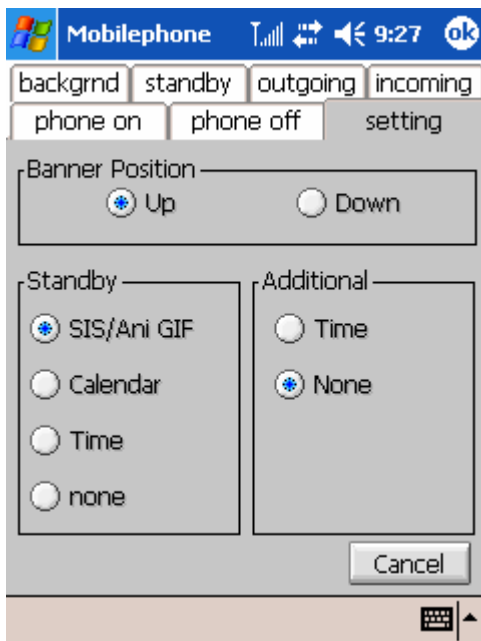 Mobilephone 9:27 ok
backgrnd standby outgoing incoming
phone on phone off setting
Banner Position
Up Down
Standby Additional
SIS/Ani GIF Time
Calendar None
Time
none
Cancel